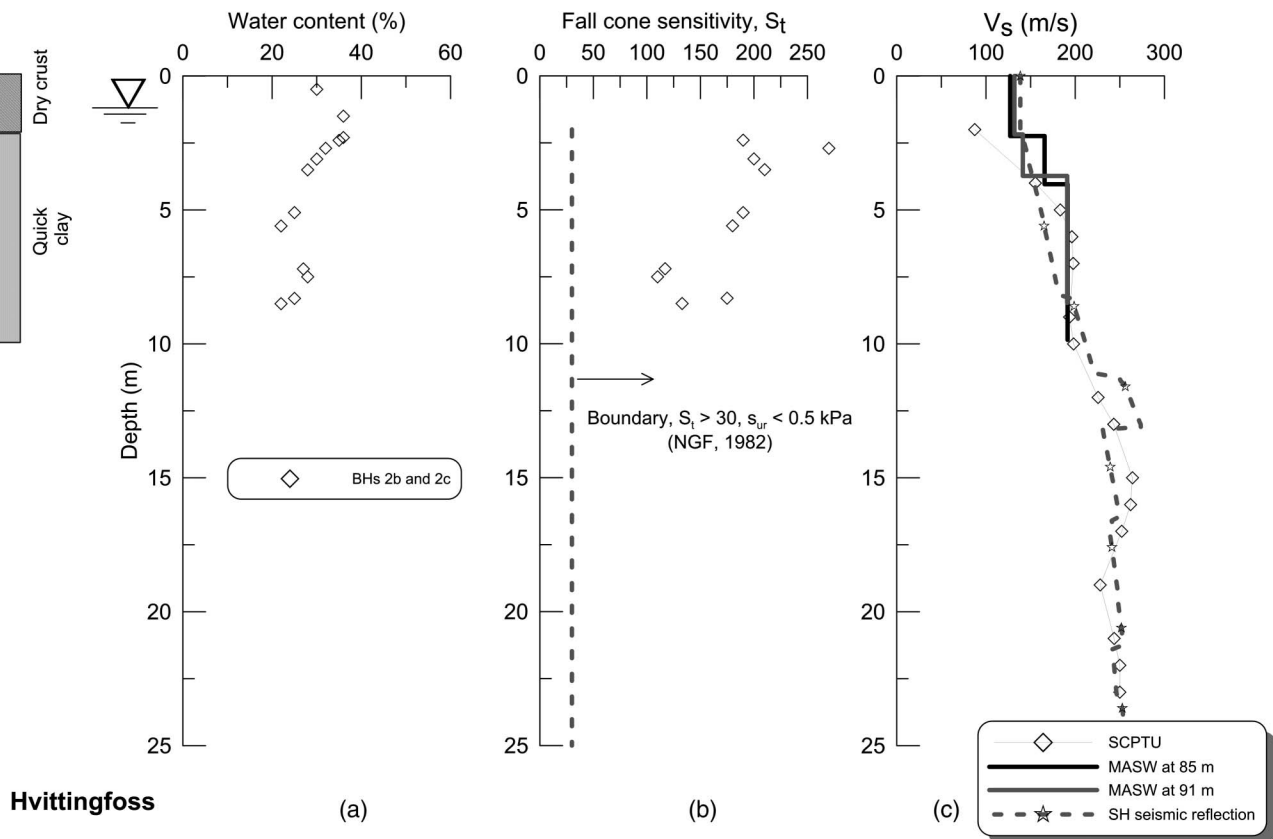 Water content (%)
0 20 40 60
Fall cone sensitivity, St
0 50 100 150 200 250
VS (m/s)
0 100 200 300
Dry crust
Quick
clay
Depth (m)
0
5
10
15
20
25
BHs 2b and 2c
0
5
10
15
20
25
Boundary, St > 30, sur < 0.5 kPa
(NGF, 1982)
0
5
10
15
20
25
SCPTU
MASW at 85 m
MASW at 91 m
SH seismic reflection
Hvittingfoss
(a)
(b)
(c)